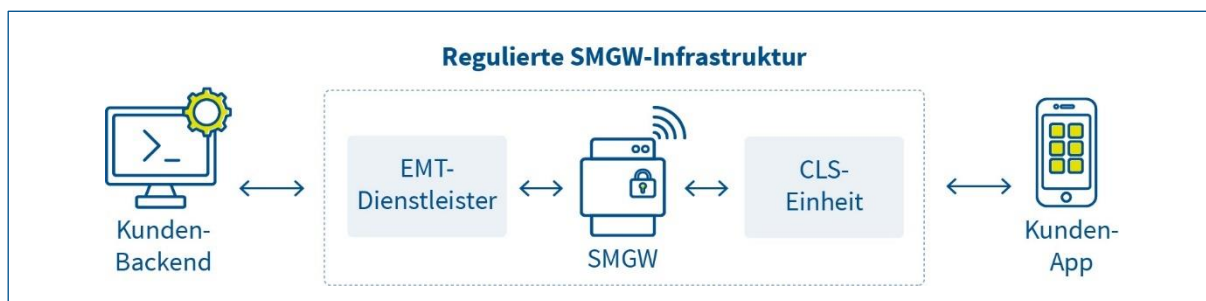 Regulierte SMGW-Infrastruktur
>_
Kunden-
Backend
EMT-
Dienstleister
SMGW
CLS-
Einheit
Kunden-
App